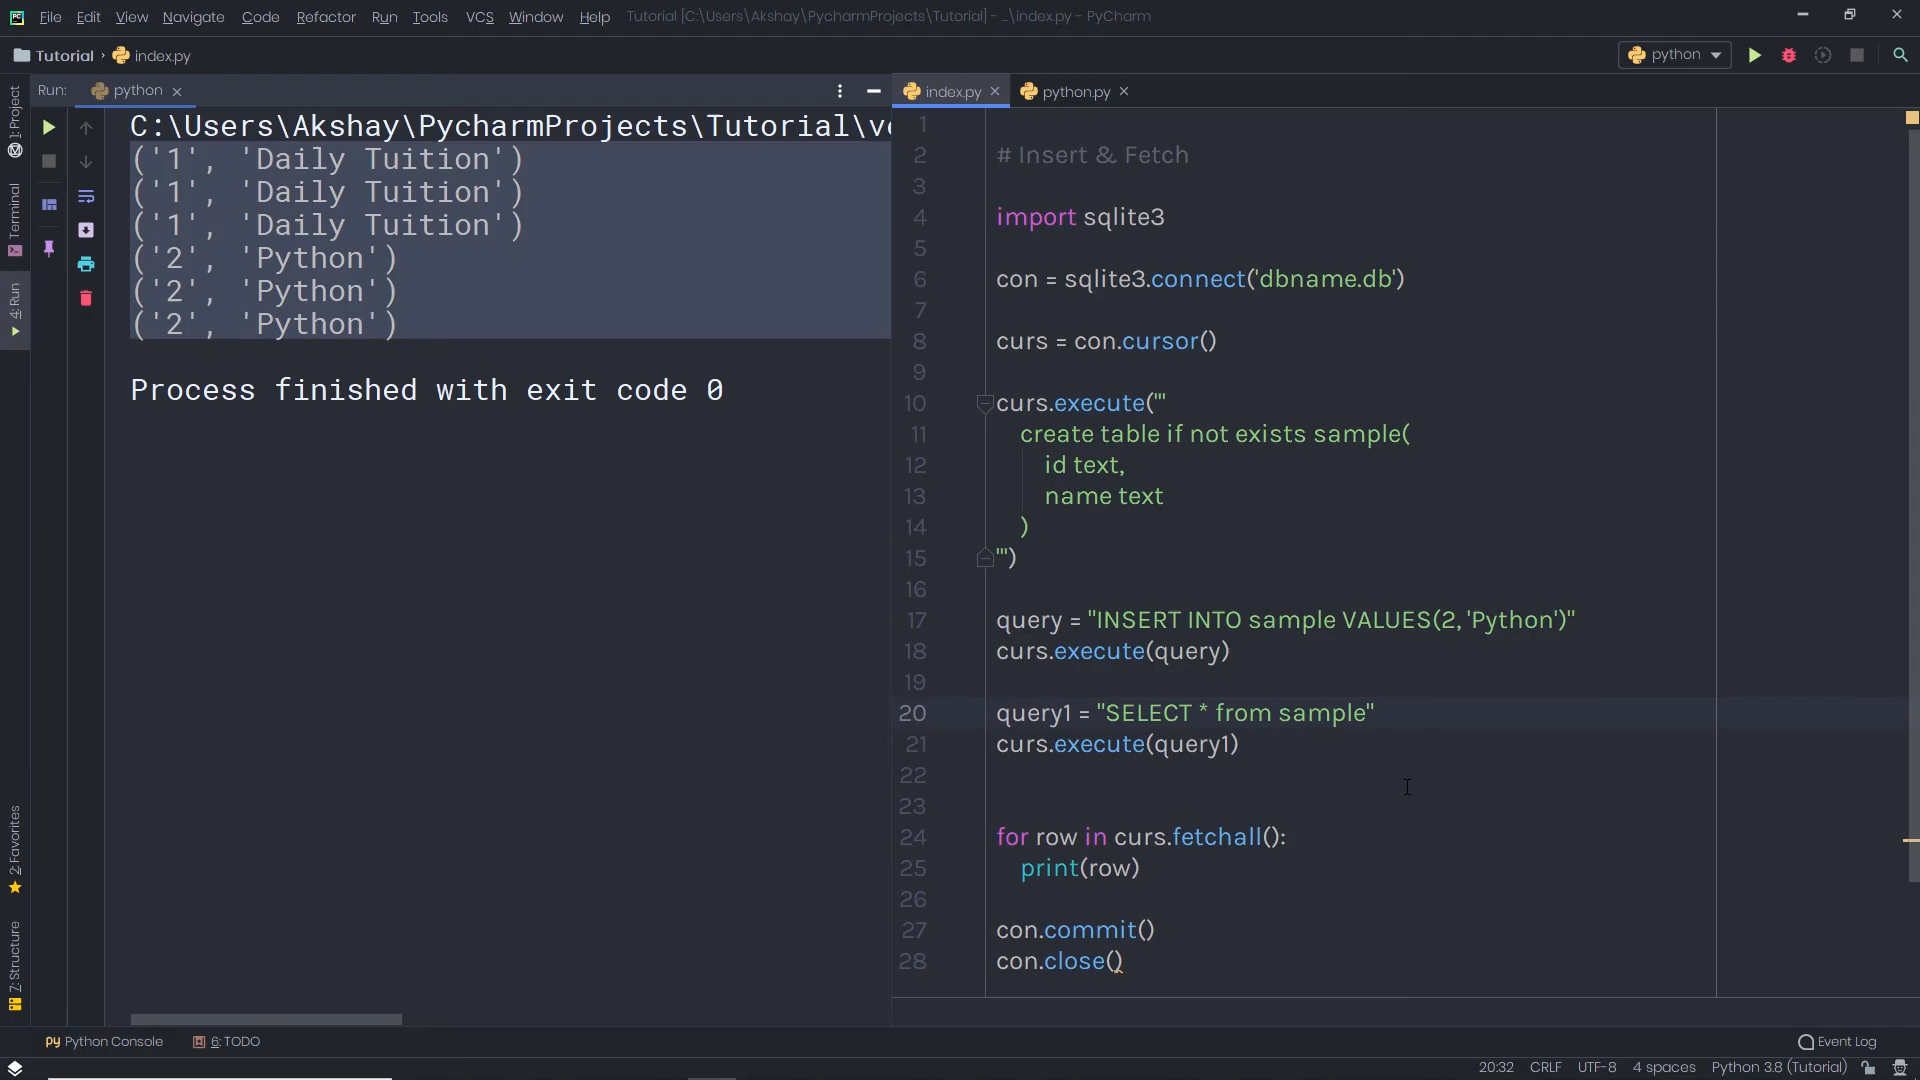 PC File Edit View Navigate Code Refactor Run Tools VCS Window Help Tutorial [C:\Users\Akshay\PycharmProjects\Tutorial] - ...\index.py - PyCharm
Tutorial › index.py
python
Run: python
index.py
python.py
1: Project
Terminal
4: Run
2: Favorites
7: Structure
C:\Users\Akshay\PycharmProjects\Tutorial\ve
('1', 'Daily Tuition')
('1', 'Daily Tuition')
('1', 'Daily Tuition')
('2', 'Python')
('2', 'Python')
('2', 'Python')
Process finished with exit code 0
1
2 # Insert & Fetch
3
4 import sqlite3
5
6 con = sqlite3.connect('dbname.db')
7
8 curs = con.cursor()
9
10 curs.execute('''
11 create table if not exists sample(
12 id text,
13 name text
14 )
15 ''')
16
17 query = "INSERT INTO sample VALUES(2, 'Python')"
18 curs.execute(query)
19
20 query1 = "SELECT * from sample"
21 curs.execute(query1)
22
23
24 for row in curs.fetchall():
25 print(row)
26
27 con.commit()
28 con.close()
Python Console
6: TODO
Event Log
20:32 CRLF UTF-8 4 spaces Python 3.8 (Tutorial)